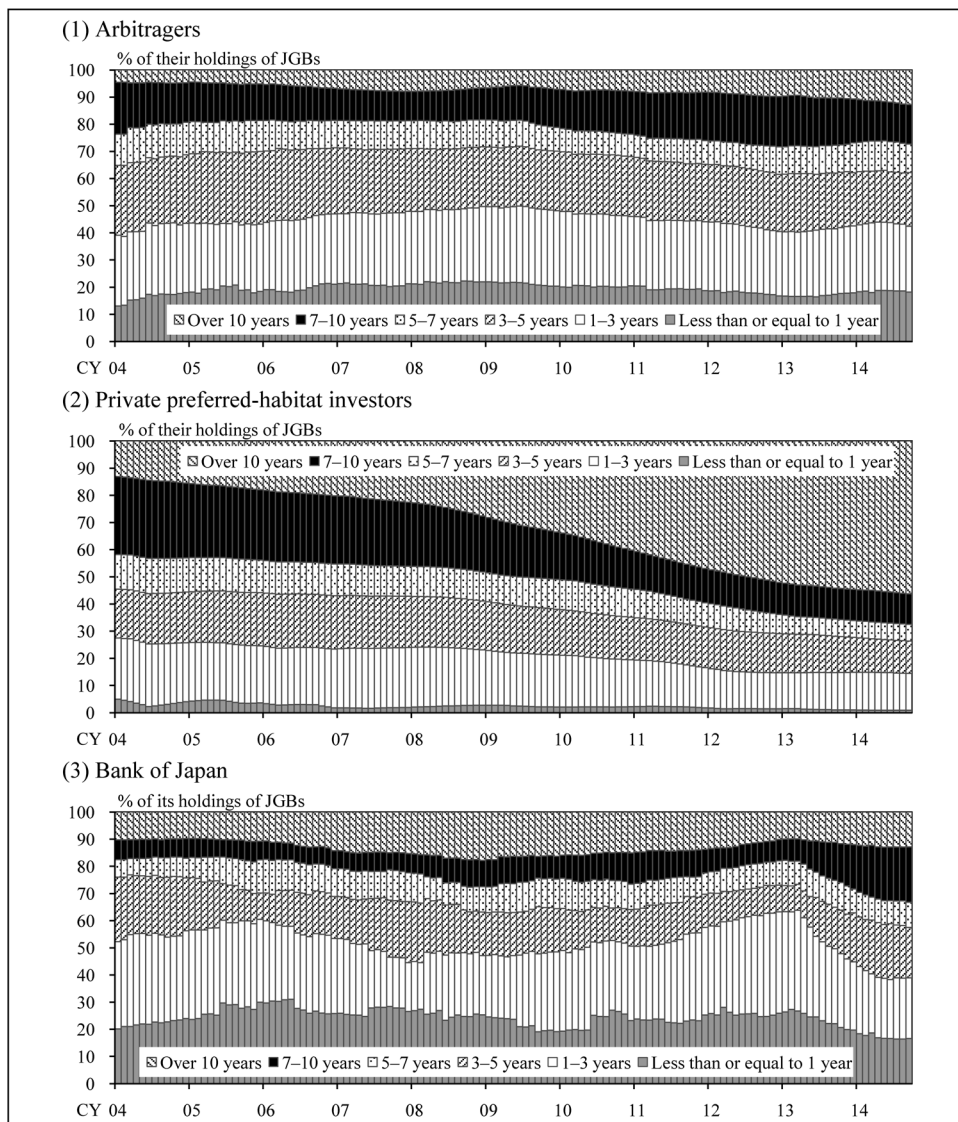 (1) Arbitragers
% of their holdings of JGBs
100
90
80
70
60
50
40
30
20
10
0
Over 10 years 7–10 years 5–7 years 3–5 years 1–3 years Less than or equal to 1 year
CY 04 05 06 07 08 09 10 11 12 13 14
(2) Private preferred-habitat investors
% of their holdings of JGBs
100
90
80
70
60
50
40
30
20
10
0
Over 10 years 7–10 years 5–7 years 3–5 years 1–3 years Less than or equal to 1 year
CY 04 05 06 07 08 09 10 11 12 13 14
(3) Bank of Japan
% of its holdings of JGBs
100
90
80
70
60
50
40
30
20
10
0
Over 10 years 7–10 years 5–7 years 3–5 years 1–3 years Less than or equal to 1 year
CY 04 05 06 07 08 09 10 11 12 13 14